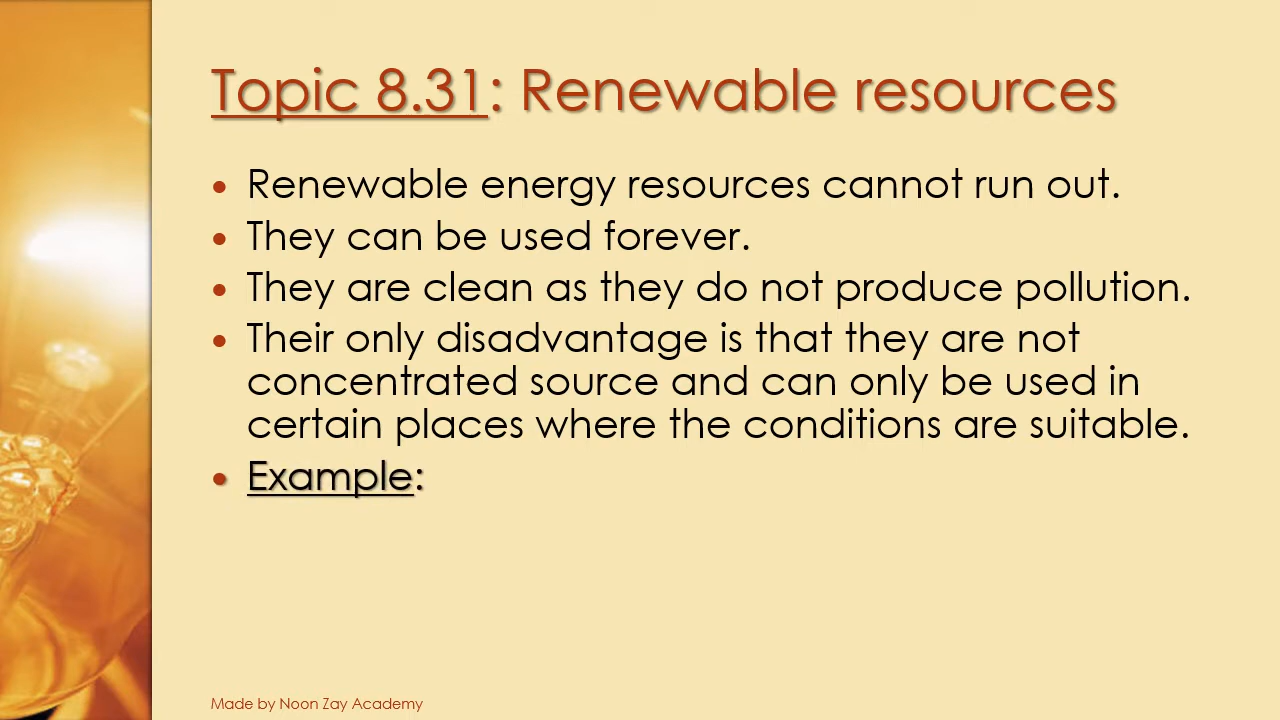 Topic 8.31: Renewable resources
• Renewable energy resources cannot run out.
• They can be used forever.
• They are clean as they do not produce pollution.
• Their only disadvantage is that they are not
concentrated source and can only be used in
certain places where the conditions are suitable.
• Example:
Made by Noon Zay Academy